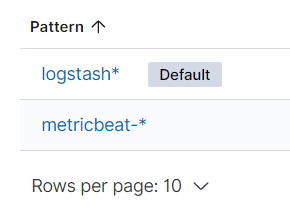 Pattern ↑
logstash* Default
metricbeat-*
Rows per page: 10